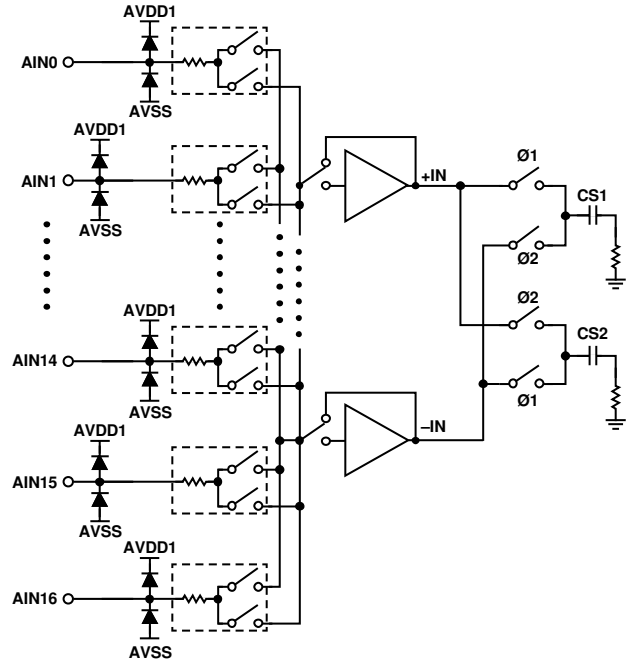 AVDD1
AIN0
AVSS
AVDD1
AIN1
AVSS
+IN
Ø1
CS1
Ø2
AVDD1
AIN14
AVSS
Ø2
CS2
Ø1
–IN
AVDD1
AIN15
AVSS
AVDD1
AIN16
AVSS